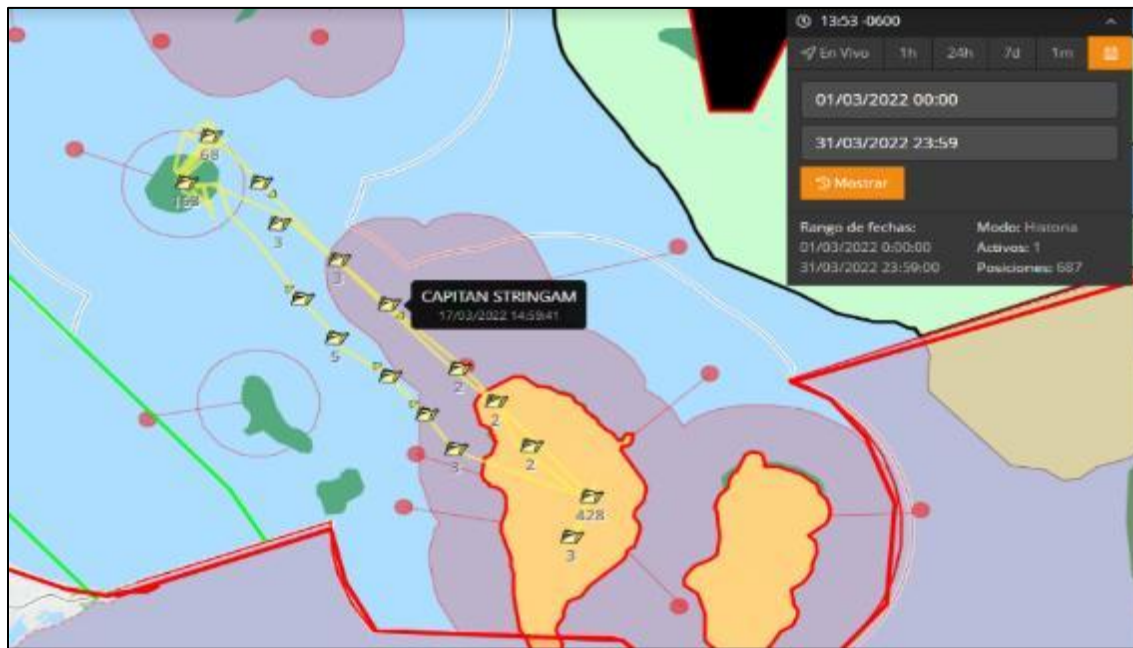 13:53 -0600
En Vivo 1h 24h 7d 1m
01/03/2022 00:00
31/03/2022 23:59
Mostrar
Rango de fechas:
01/03/2022 0:00:00
31/03/2022 23:59:00
Modo: Historia
Activos: 1
Posiciones: 687
68
3
3
CAPITAN STRINGAM
17/03/2022 14:59:41
5
2
2
3
2
428
3